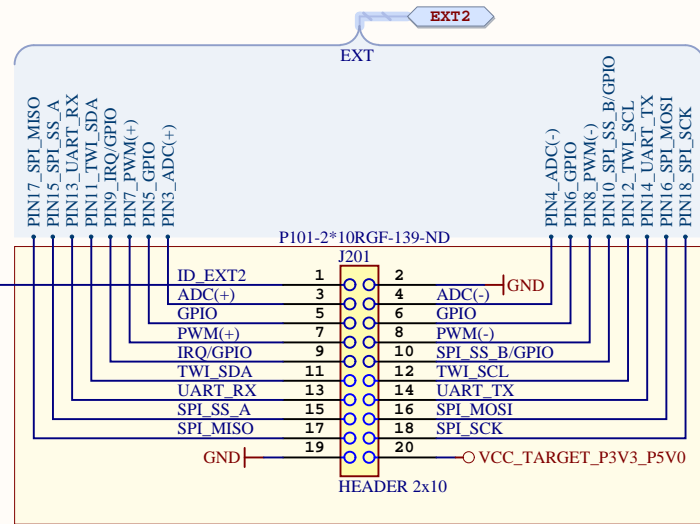 EXT2
EXT
PIN17_SPI_MISO
PIN15_SPI_SS_A
PIN13_UART_RX
PIN11_TWI_SDA
PIN9_IRQ/GPIO
PIN7_PWM(+)
PIN5_GPIO
PIN3_ADC(+)
PIN4_ADC(-)
PIN6_GPIO
PIN8_PWM(-)
PIN10_SPI_SS_B/GPIO
PIN12_TWI_SCL
PIN14_UART_TX
PIN16_SPI_MOSI
PIN18_SPI_SCK
P101-2*10RGF-139-ND
J201
ID_EXT2 1 2 GND
ADC(+) 3 4 ADC(-)
GPIO 5 6 GPIO
PWM(+) 7 8 PWM(-)
IRQ/GPIO 9 10 SPI_SS_B/GPIO
TWI_SDA 11 12 TWI_SCL
UART_RX 13 14 UART_TX
SPI_SS_A 15 16 SPI_MOSI
SPI_MISO 17 18 SPI_SCK
GND 19 20 VCC_TARGET_P3V3_P5V0
HEADER 2x10